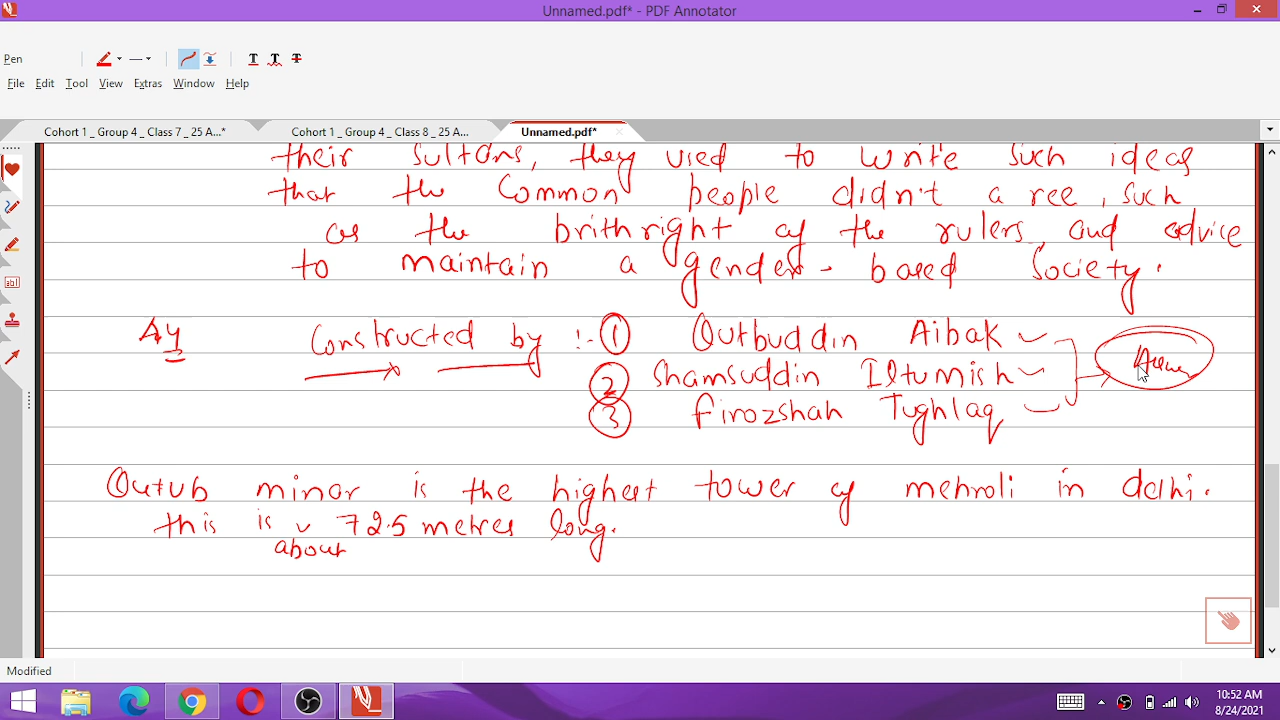 Unnamed.pdf* - PDF Annotator
Pen
T T T
File Edit Tool View Extras Window Help
Cohort 1 _ Group 4 _ Class 7 _ 25 A...*
Cohort 1 _ Group 4 _ Class 8 _ 25 A...
Unnamed.pdf*
their sultans, they used to write such ideas
that the common people didn't a ree, such
as the brithright of the rulers, and advice
to maintain a gender - based society.
A4 Constructed by :- ① Qutbuddin Aibak
② Shamsuddin Iltumish
③ Firozshah Tughlaq
Qutub minar is the highest tower of mehroli in delhi.
this is about 72.5 metres long.
Modified
10:52 AM
8/24/2021